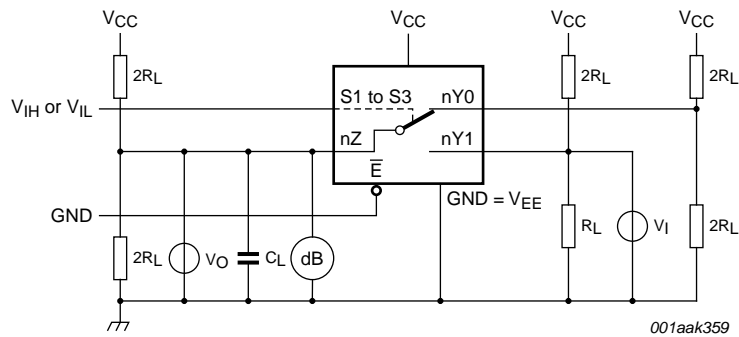 VCC VCC VCC VCC
2RL 2RL 2RL
VIH or VIL S1 to S3 nY0
nZ nY1
E̅
GND GND = VEE
2RL VO CL dB RL VI 2RL
001aak359